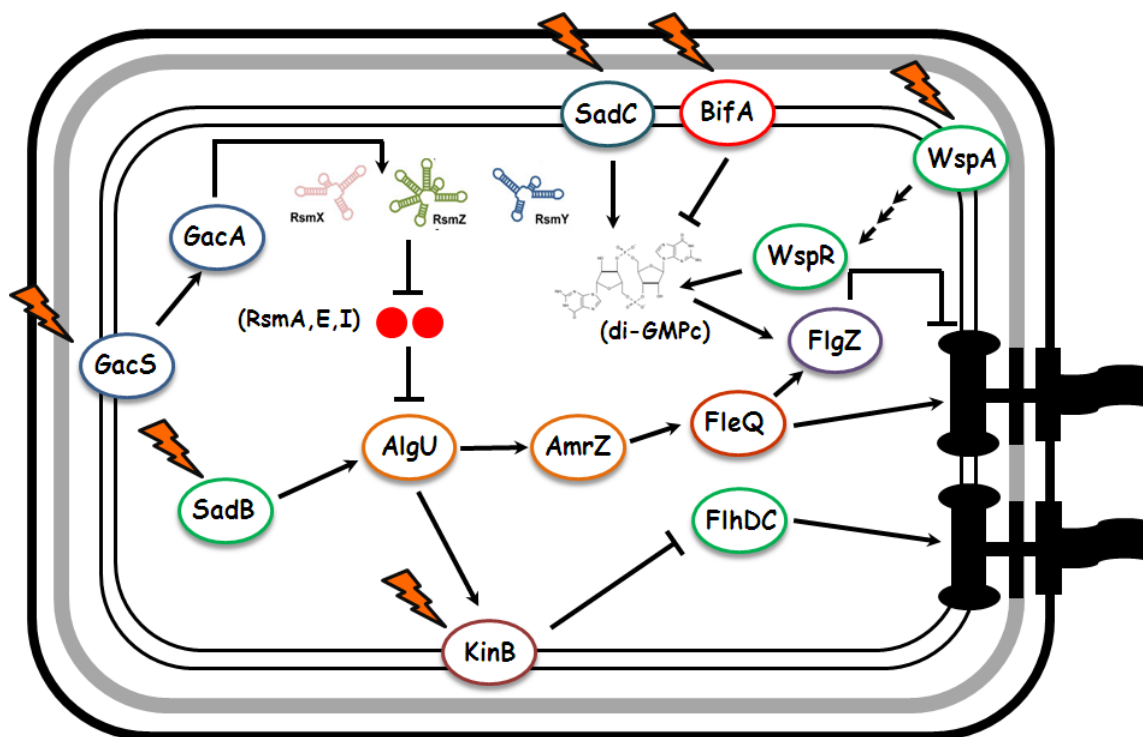 SadC
BifA
WspA
RsmX
RsmZ
RsmY
GacA
WspR
(RsmA,E,I)
(di-GMPc)
FlgZ
GacS
AlgU
AmrZ
FleQ
SadB
FlhDC
KinB